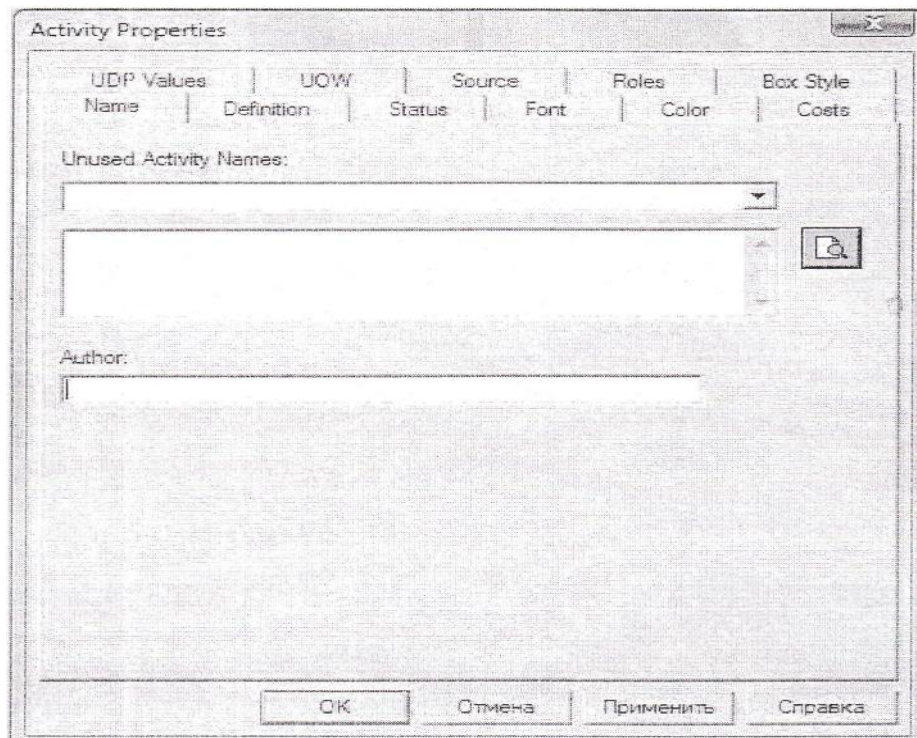 Activity Properties
UDP Values UOW Source Roles Box Style
Name Definition Status Font Color Costs
Unused Activity Names:
Author:
OK Отмена Применить Справка